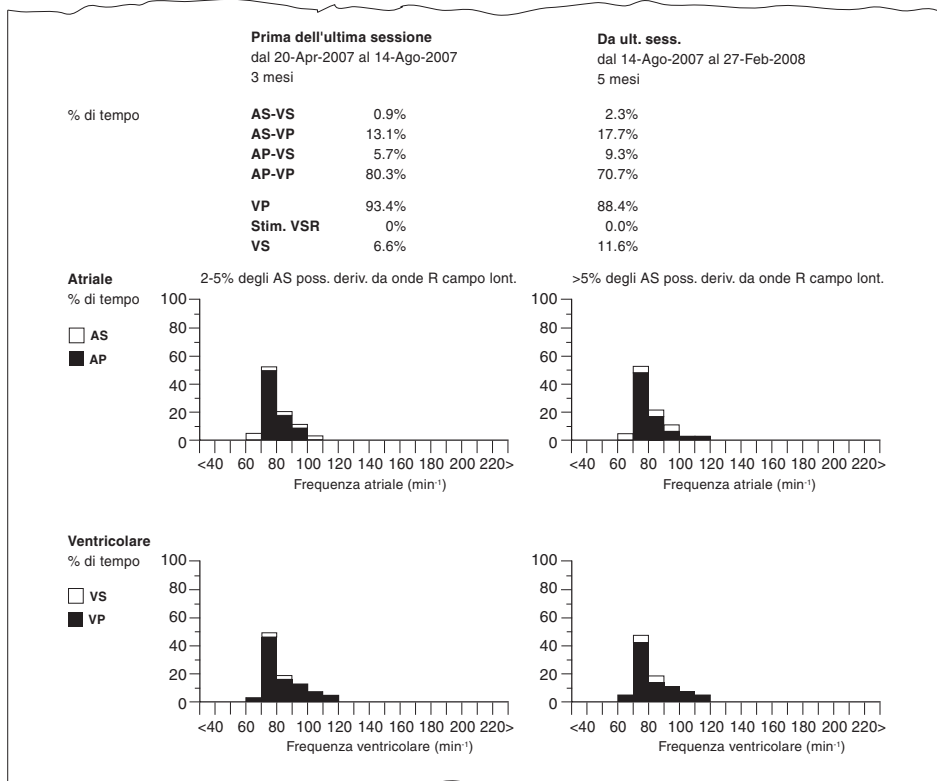 Prima dell'ultima sessione
dal 20-Apr-2007 al 14-Ago-2007
3 mesi
Da ult. sess.
dal 14-Ago-2007 al 27-Feb-2008
5 mesi
% di tempo
AS-VS 0.9% 2.3%
AS-VP 13.1% 17.7%
AP-VS 5.7% 9.3%
AP-VP 80.3% 70.7%
VP 93.4% 88.4%
Stim. VSR 0% 0.0%
VS 6.6% 11.6%
Atriale
% di tempo
AS
AP
2-5% degli AS poss. deriv. da onde R campo lont.
100
80
60
40
20
0
<40 60 80 100 120 140 160 180 200 220>
Frequenza atriale (min-1)
>5% degli AS poss. deriv. da onde R campo lont.
100
80
60
40
20
0
<40 60 80 100 120 140 160 180 200 220>
Frequenza atriale (min-1)
Ventricolare
% di tempo
VS
VP
100
80
60
40
20
0
<40 60 80 100 120 140 160 180 200 220>
Frequenza ventricolare (min-1)
100
80
60
40
20
0
<40 60 80 100 120 140 160 180 200 220>
Frequenza ventricolare (min-1)